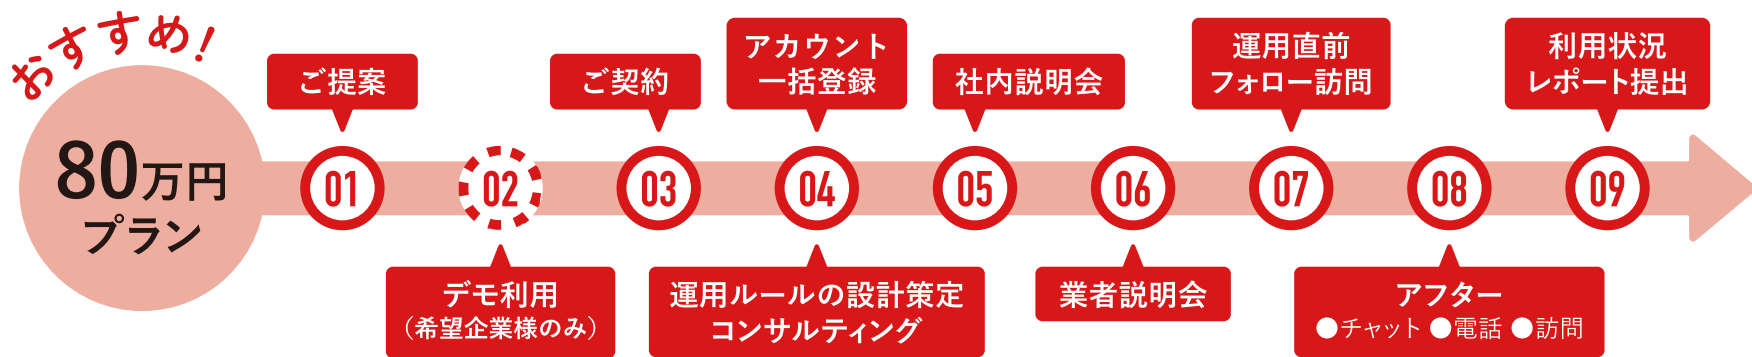 おすすめ!
80万円
プラン
01
ご提案
02
デモ利用
（希望企業様のみ）
03
ご契約
04
アカウント
一括登録
運用ルールの設計策定
コンサルティング
05
社内説明会
06
業者説明会
07
運用直前
フォロー訪問
08
アフター
●チャット ●電話 ●訪問
09
利用状況
レポート提出